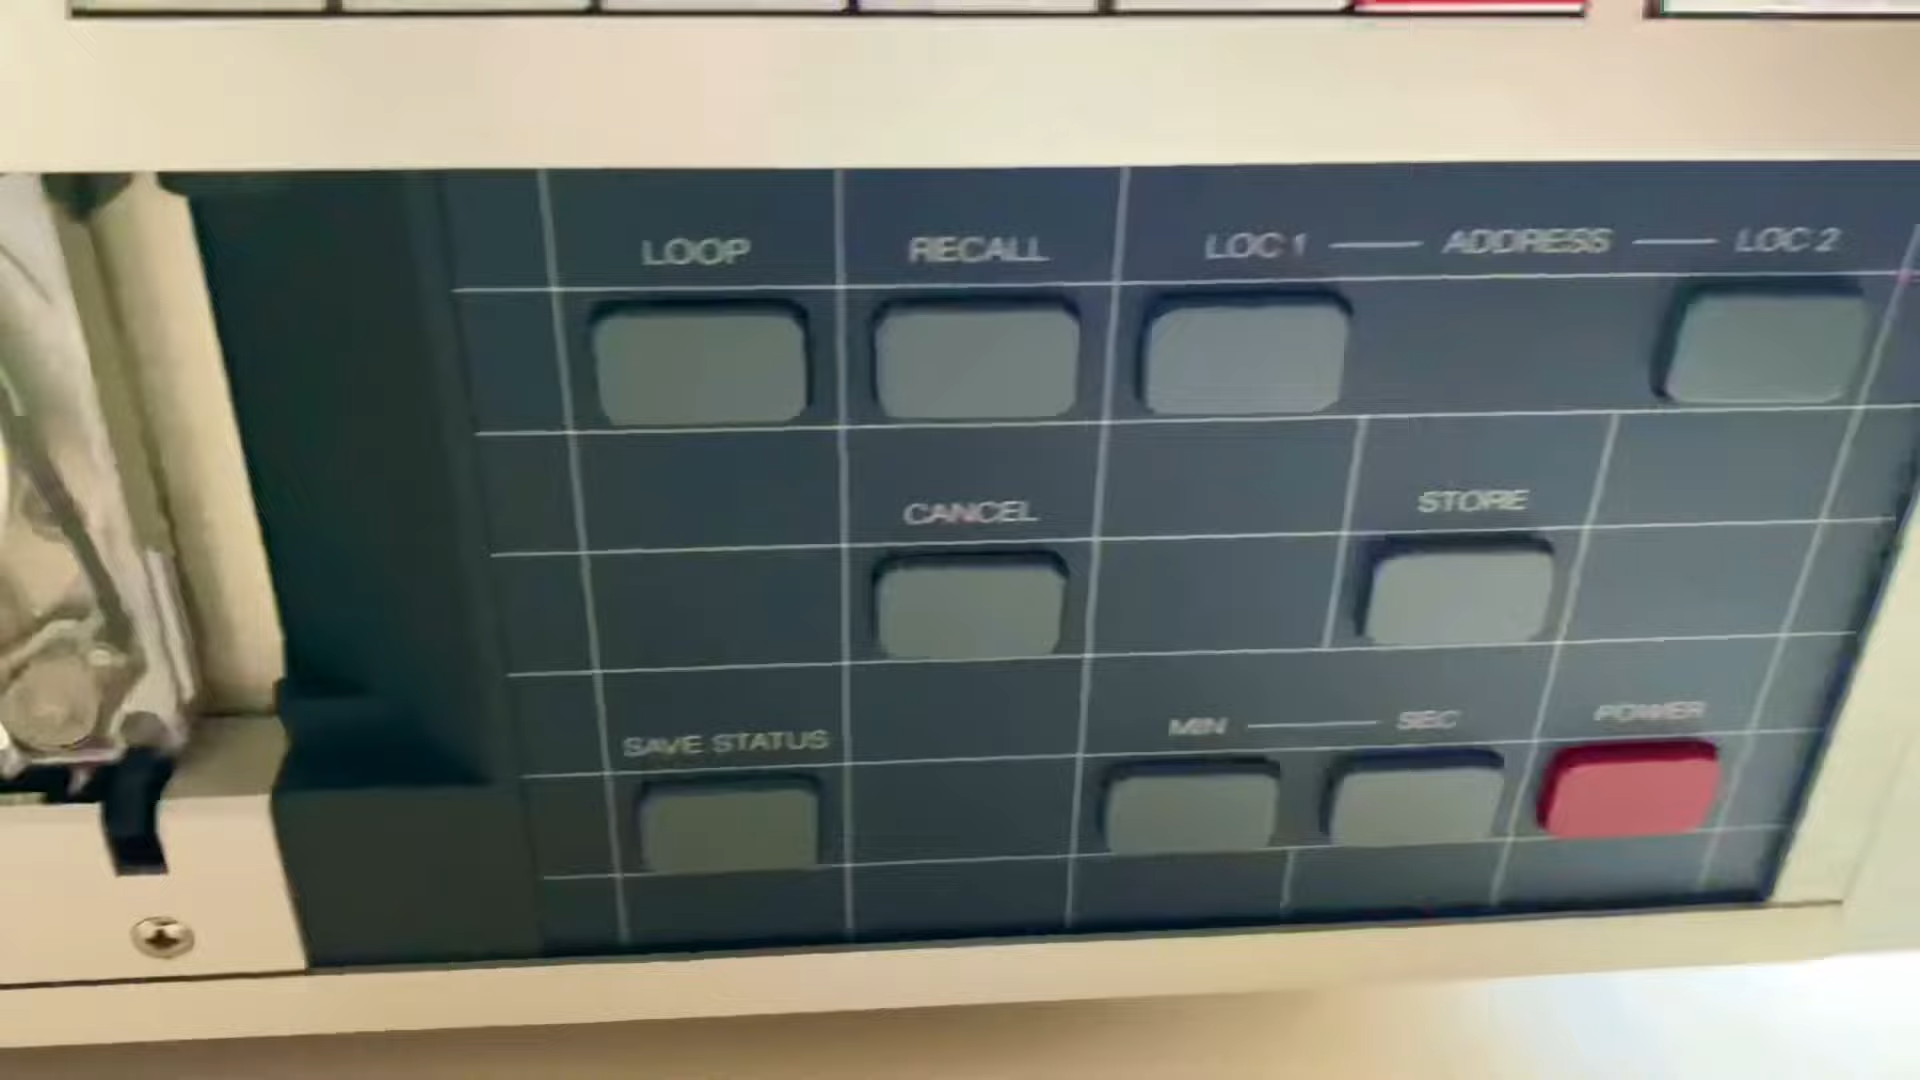 LOOP RECALL LOC 1 ADDRESS LOC 2
CANCEL STORE
SAVE STATUS MIN SEC POWER